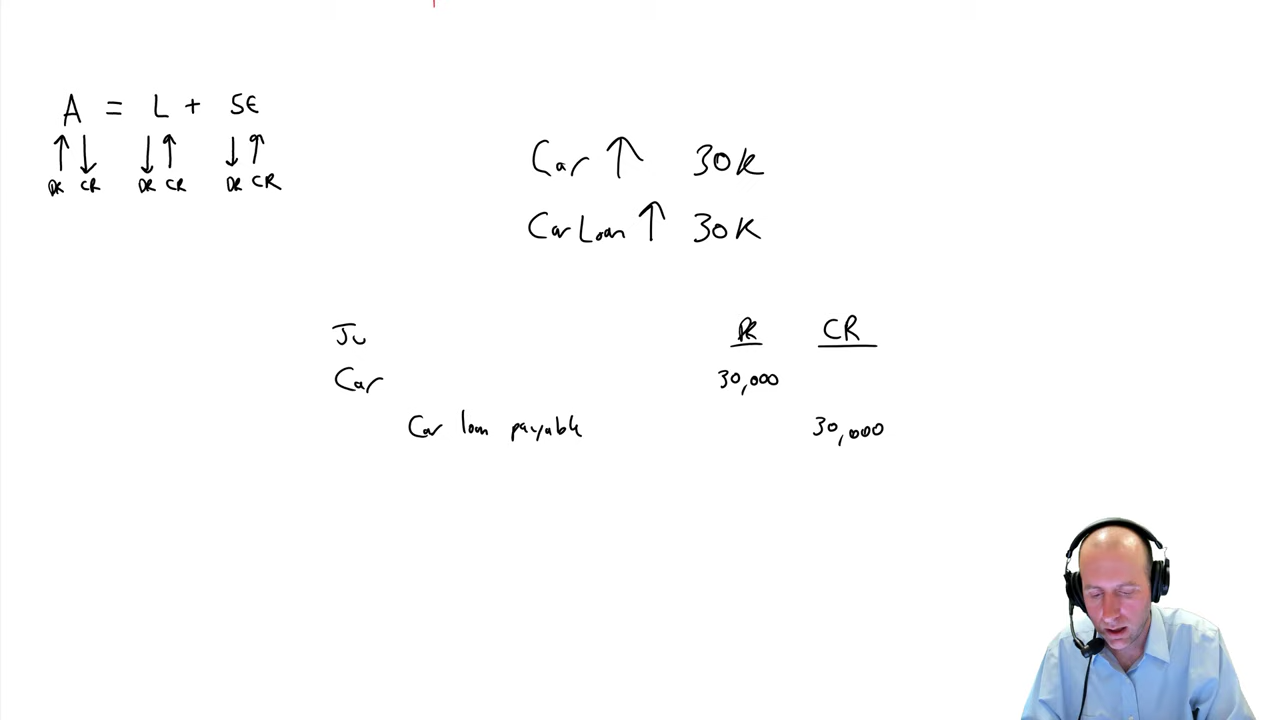 A = L + SE
↑ ↓ ↓ ↑ ↓ ↑
DR CR DR CR DR CR
Car ↑ 30K
Car Loan ↑ 30K
DR CR
Car 30,000
Car loan payable 30,000